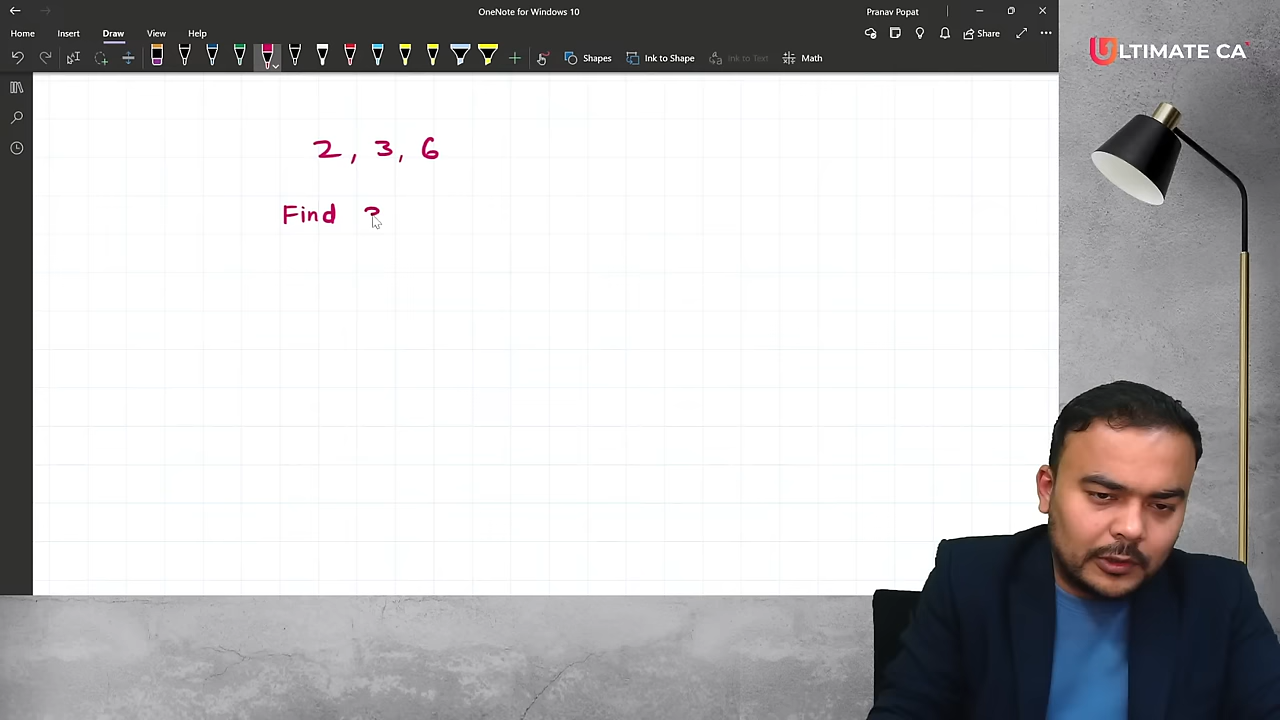 OneNote for Windows 10
Pranav Popat
Home Insert Draw View Help
Share
Shapes
Ink to Shape
Ink to Text
Math
ULTIMATE CA
2, 3, 6
Find